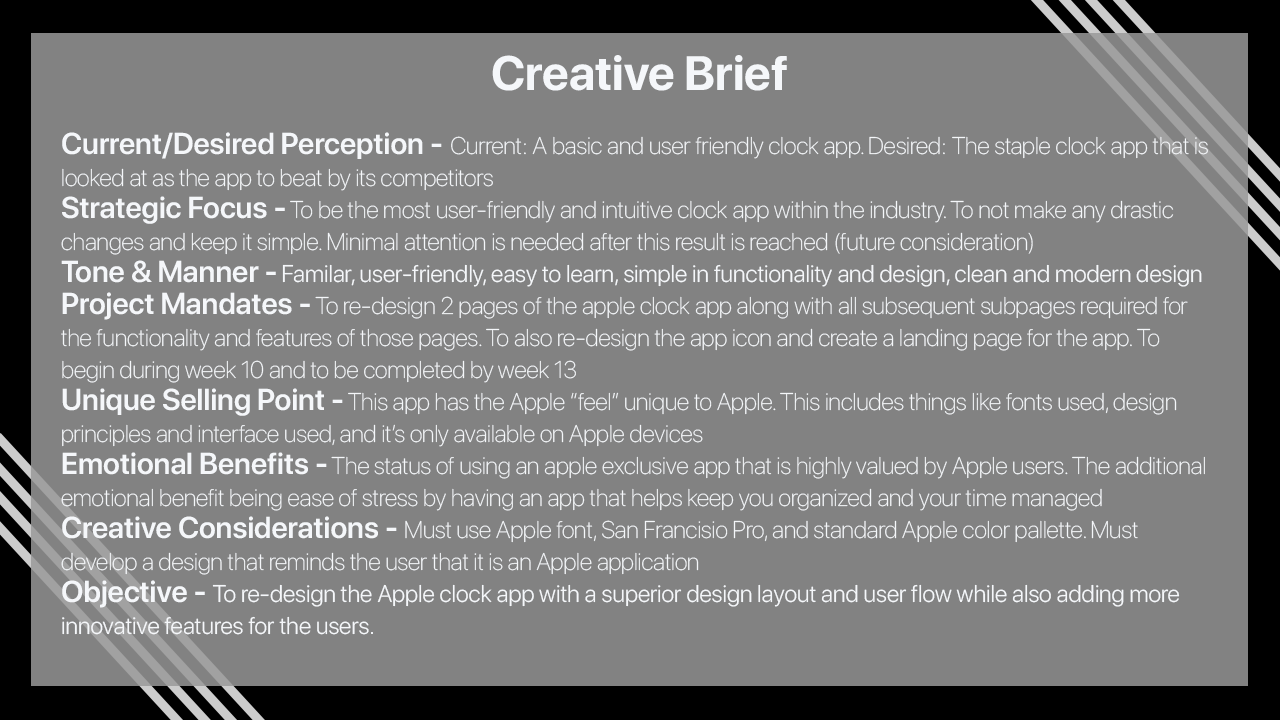 Creative Brief
Current/Desired Perception - Current: A basic and user friendly clock app. Desired: The staple clock app that is
looked at as the app to beat by its competitors
Strategic Focus - To be the most user-friendly and intuitive clock app within the industry. To not make any drastic
changes and keep it simple. Minimal attention is needed after this result is reached (future consideration)
Tone & Manner - Familar, user-friendly, easy to learn, simple in functionality and design, clean and modern design
Project Mandates - To re-design 2 pages of the apple clock app along with all subsequent subpages required for
the functionality and features of those pages. To also re-design the app icon and create a landing page for the app. To
begin during week 10 and to be completed by week 13
Unique Selling Point - This app has the Apple “feel” unique to Apple. This includes things like fonts used, design
principles and interface used, and it’s only available on Apple devices
Emotional Benefits - The status of using an apple exclusive app that is highly valued by Apple users. The additional
emotional benefit being ease of stress by having an app that helps keep you organized and your time managed
Creative Considerations - Must use Apple font, San Francisio Pro, and standard Apple color pallette. Must
develop a design that reminds the user that it is an Apple application
Objective - To re-design the Apple clock app with a superior design layout and user flow while also adding more
innovative features for the users.